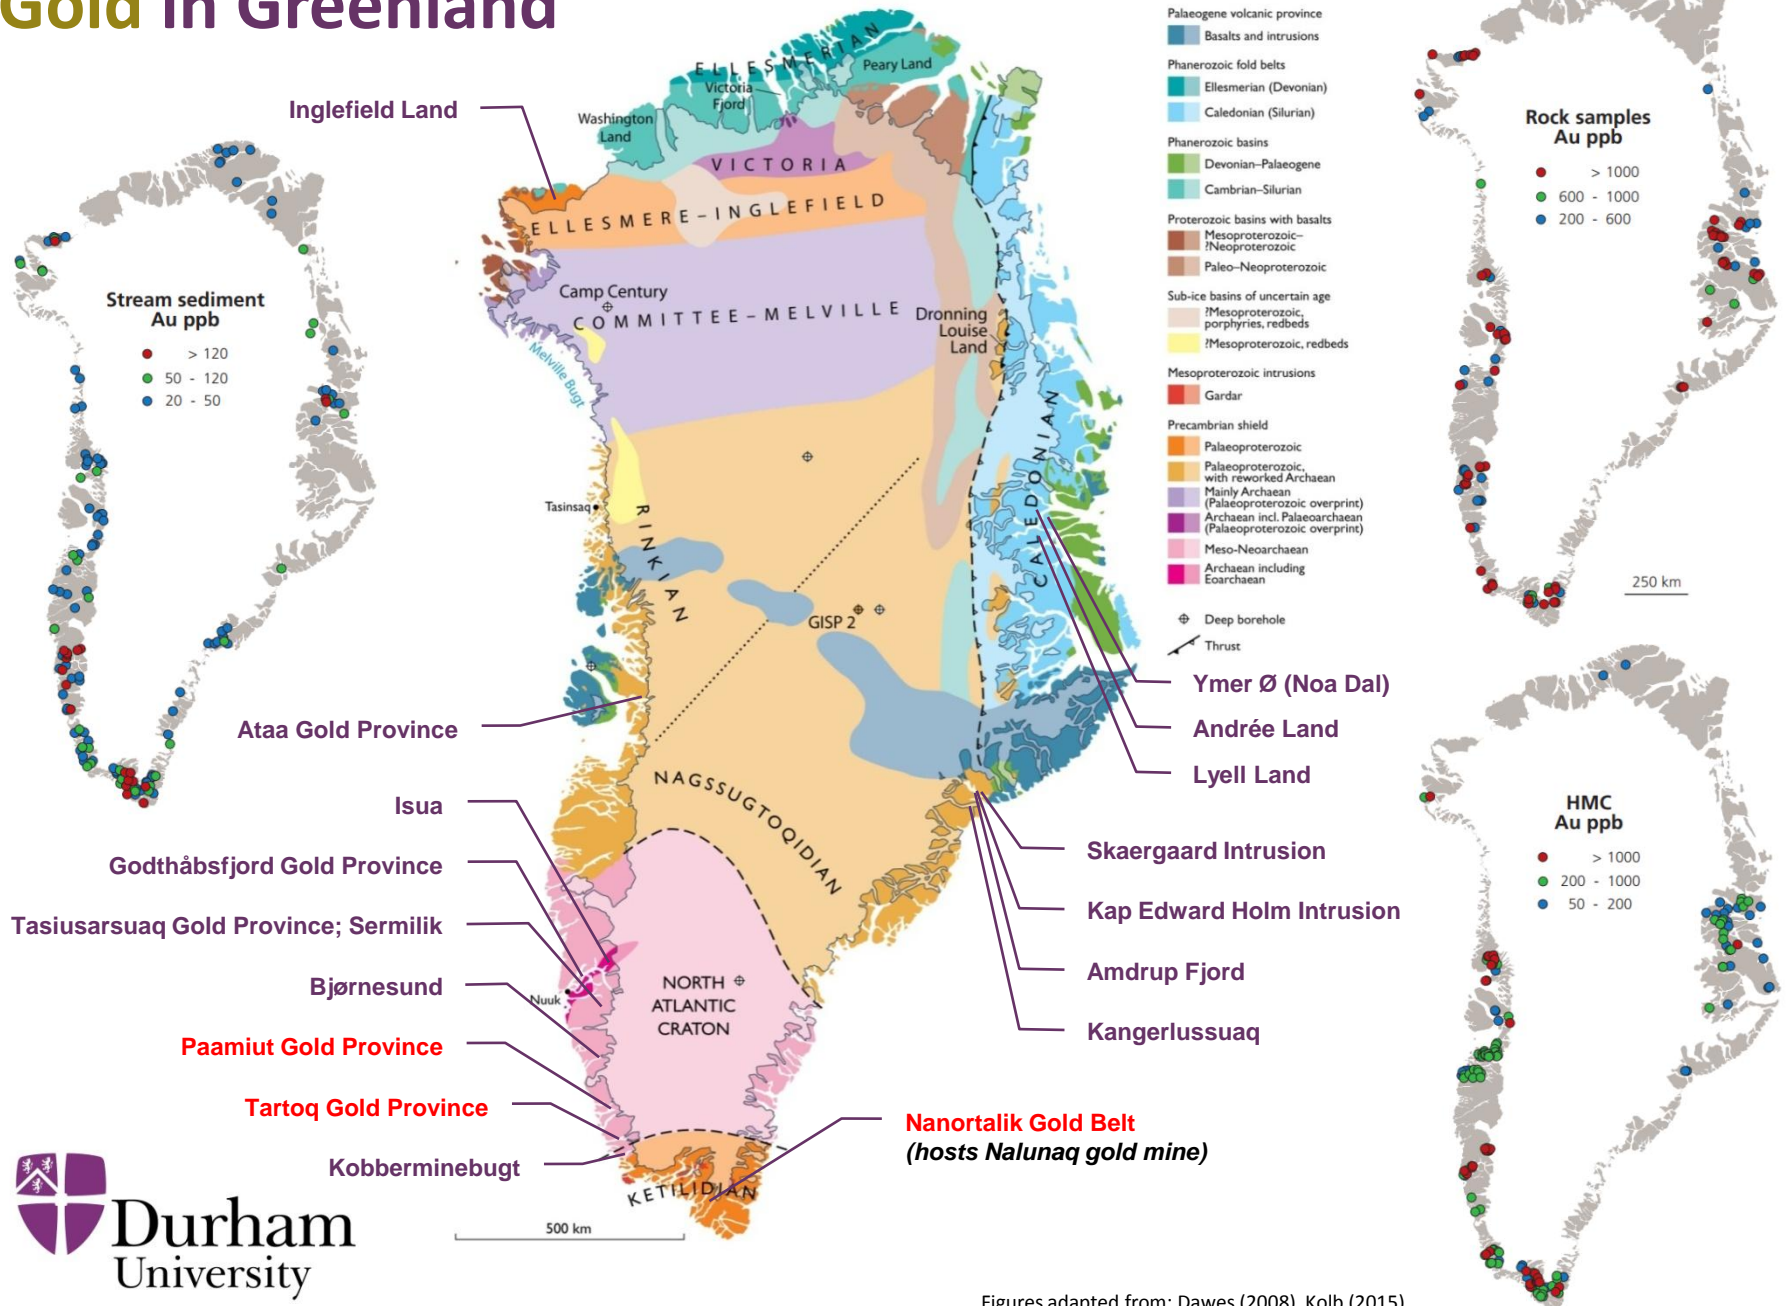 Gold in Greenland
Inglefield Land
Stream sediment
Au ppb
> 120
50 - 120
20 - 50
Ataa Gold Province
Isua
Godthåbsfjord Gold Province
Tasiusarsuaq Gold Province; Sermilik
Bjørnesund
Paamiut Gold Province
Tartoq Gold Province
Kobberminebugt
Durham
University
ELLESMERIAN
Peary Land
Victoria
Fjord
Washington
Land
VICTORIA
ELLESMERE–INGLEFIELD
Camp Century
COMMITTEE–MELVILLE
Dronning
Louise
Land
Melville Bugt
CALEDONIAN
Tasinsaq
RINKIAN
GISP 2
NAGSSUGTOQIDIAN
NORTH
ATLANTIC
CRATON
Nuuk
KETILIDIAN
500 km
Nanortalik Gold Belt
(hosts Nalunaq gold mine)
Ymer Ø (Noa Dal)
Andrée Land
Lyell Land
Skaergaard Intrusion
Kap Edward Holm Intrusion
Amdrup Fjord
Kangerlussuaq
Palaeogene volcanic province
Basalts and intrusions
Phanerozoic fold belts
Ellesmerian (Devonian)
Caledonian (Silurian)
Phanerozoic basins
Devonian–Palaeogene
Cambrian–Silurian
Proterozoic basins with basalts
Mesoproterozoic–
?Neoproterozoic
Paleo–Neoproterozoic
Sub-ice basins of uncertain age
?Mesoproterozoic,
porphyries, redbeds
?Mesoproterozoic, redbeds
Mesoproterozoic intrusions
Gardar
Precambrian shield
Palaeoproterozoic
Palaeoproterozoic,
with reworked Archaean
Mainly Archaean
(Palaeoproterozoic overprint)
Archaean incl. Palaeoarchaean
(Palaeoproterozoic overprint)
Meso-Neoarchaean
Archaean including
Eoarchaean
Deep borehole
Thrust
Rock samples
Au ppb
> 1000
600 - 1000
200 - 600
250 km
HMC
Au ppb
> 1000
200 - 1000
50 - 200
Figures adapted from: Dawes (2008), Kolb (2015)